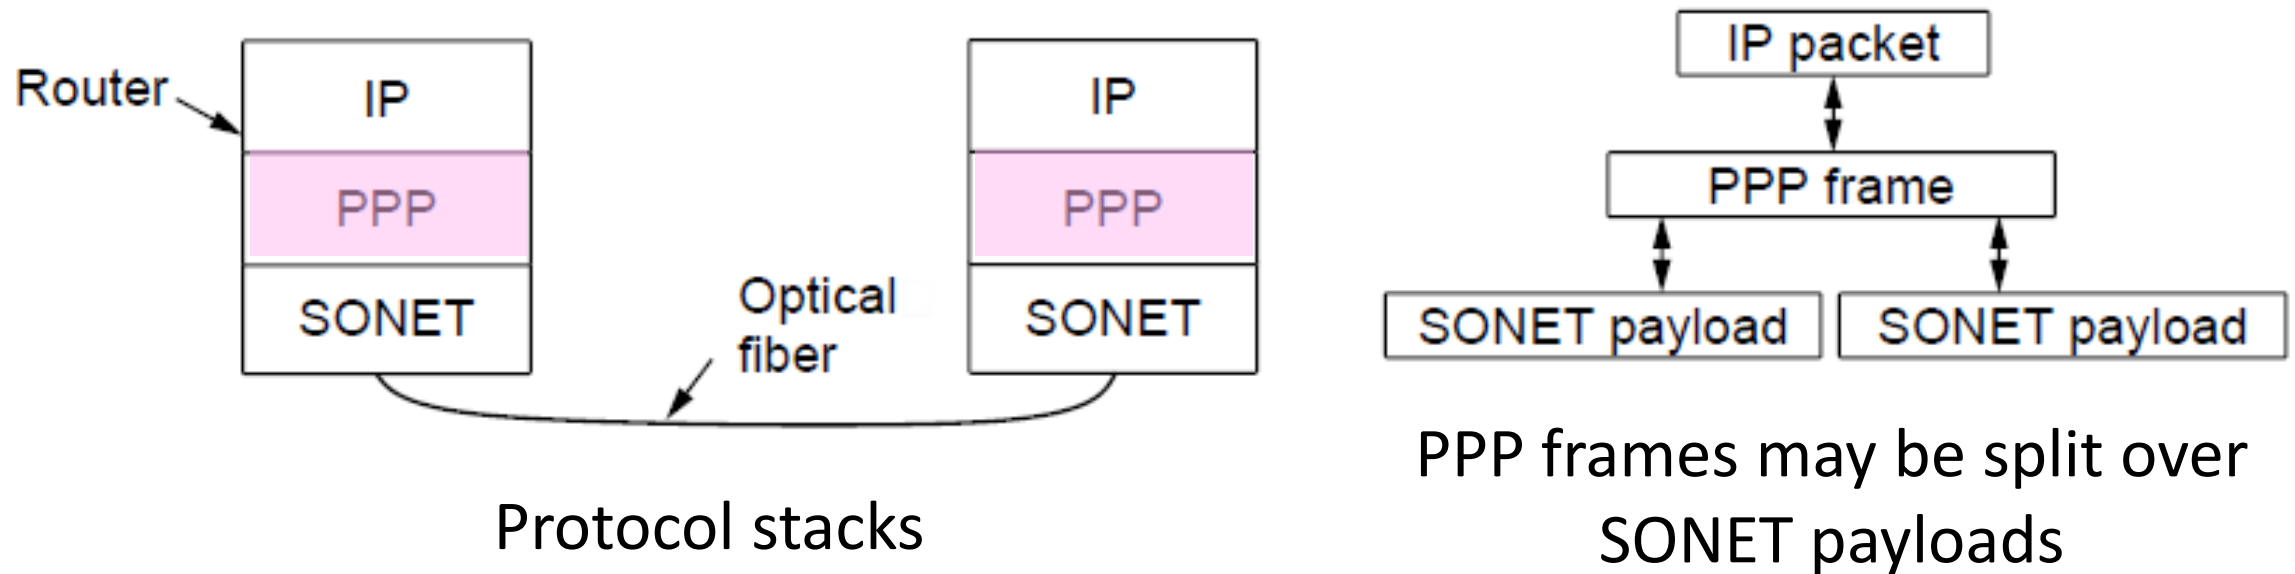 Router
IP
PPP
SONET
Optical
fiber
IP
PPP
SONET
Protocol stacks
IP packet
PPP frame
SONET payload
SONET payload
PPP frames may be split over
SONET payloads